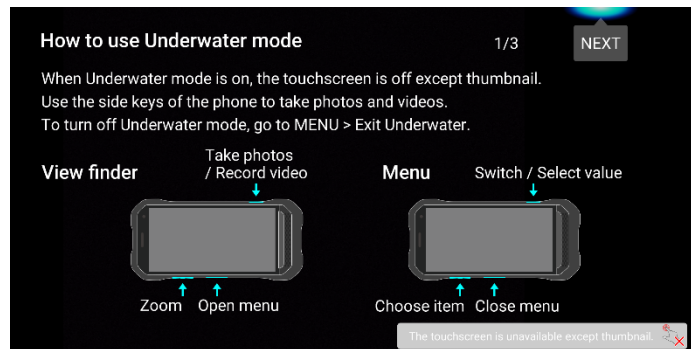 How to use Underwater mode
1/3
NEXT
When Underwater mode is on, the touchscreen is off except thumbnail.
Use the side keys of the phone to take photos and videos.
To turn off Underwater mode, go to MENU > Exit Underwater.
View finder
Take photos
/ Record video
Zoom
Open menu
Menu
Switch / Select value
Choose item
Close menu
The touchscreen is unavailable except thumbnail.